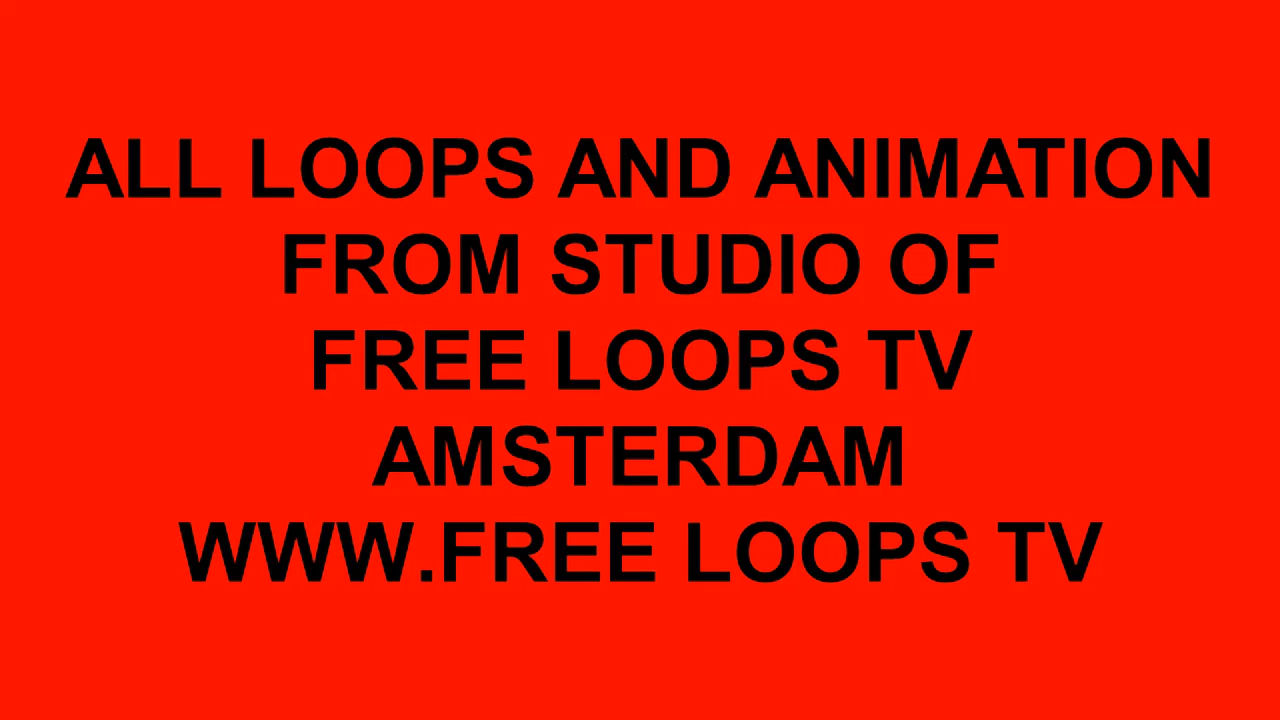 ALL LOOPS AND ANIMATION
FROM STUDIO OF
FREE LOOPS TV
AMSTERDAM
WWW.FREE LOOPS TV